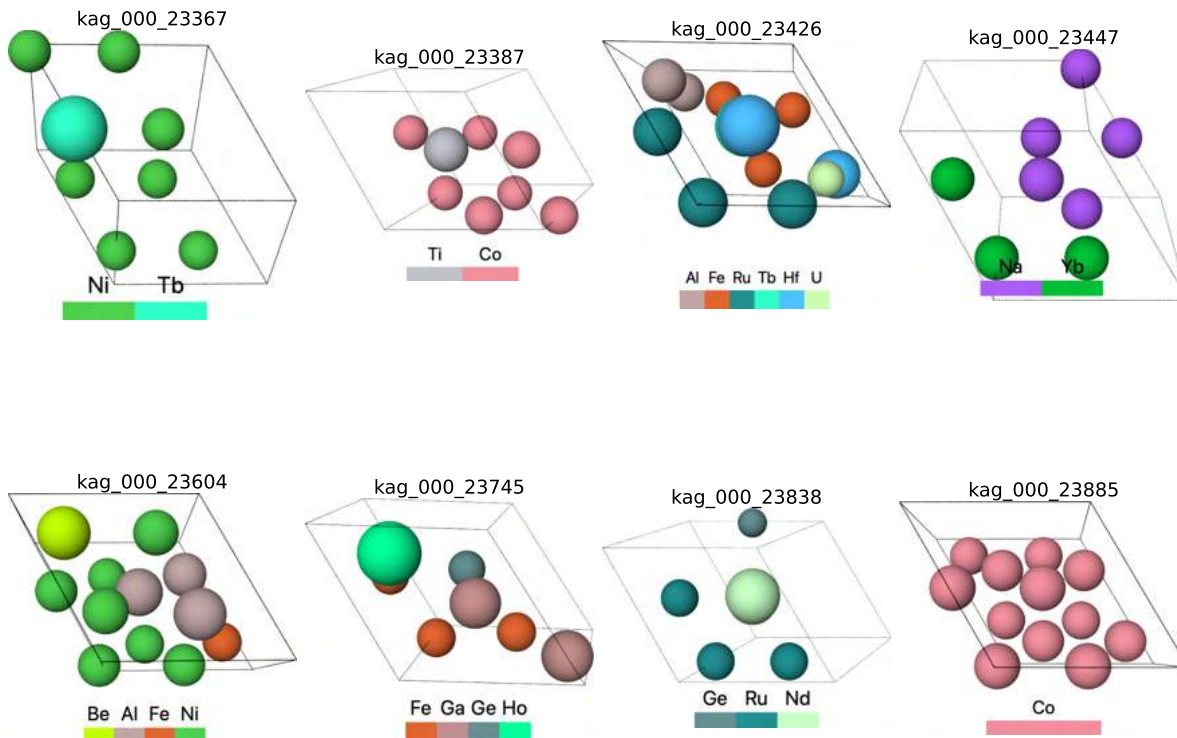 kag_000_23367
kag_000_23387
kag_000_23426
kag_000_23447
Ni Tb
Ti Co
Al Fe Ru Tb Hf U
Na Yb
kag_000_23604
kag_000_23745
kag_000_23838
kag_000_23885
Be Al Fe Ni
Fe Ga Ge Ho
Ge Ru Nd
Co